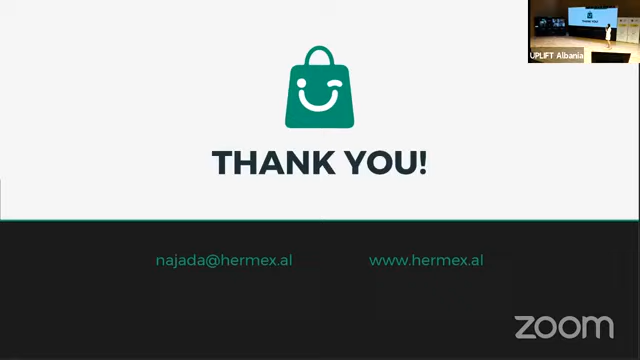 UPLIFT Albania
THANK YOU!
najada@hermex.al
www.hermex.al
zoom